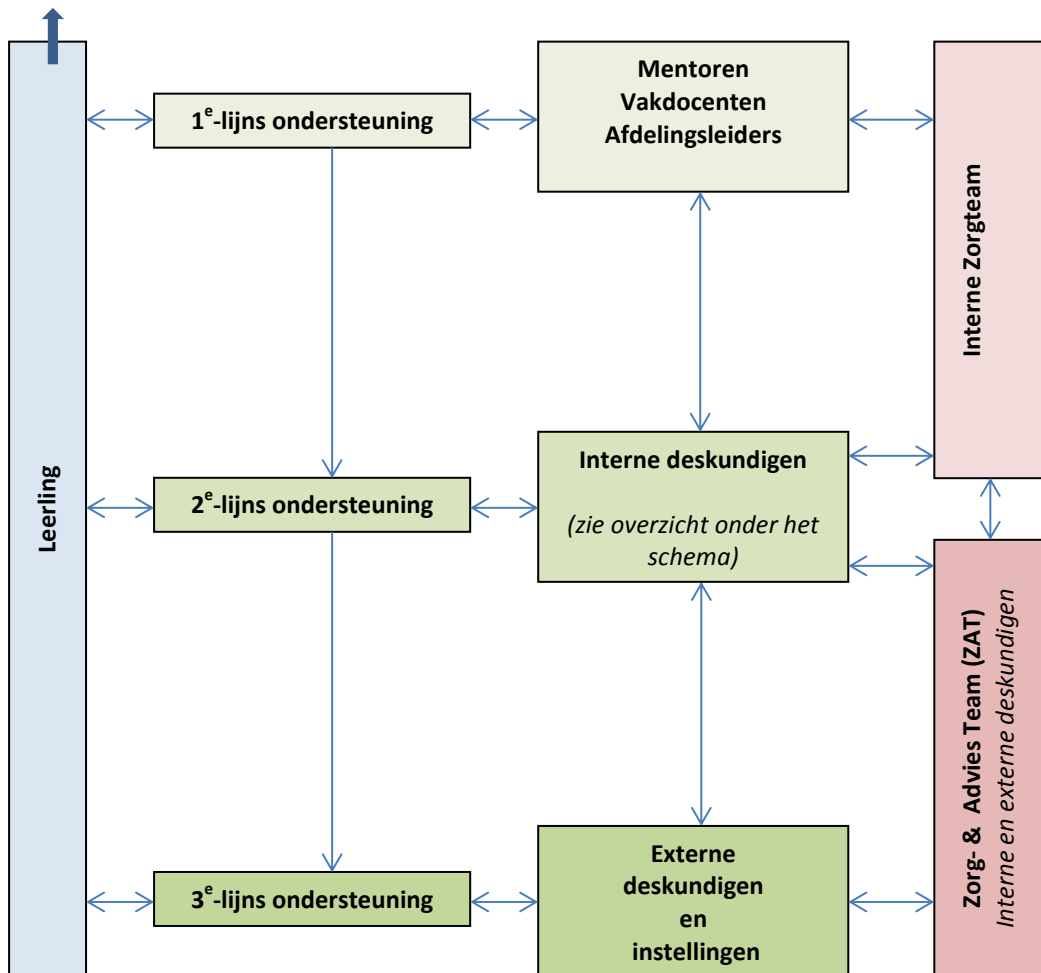 Leerling
1e-lijns ondersteuning
Mentoren
Vakdocenten
Afdelingsleiders
Interne Zorgteam
2e-lijns ondersteuning
Interne deskundigen
(zie overzicht onder het
schema)
Zorg- & Advies Team (ZAT)
Interne en externe deskundigen
3e-lijns ondersteuning
Externe
deskundigen
en
instellingen